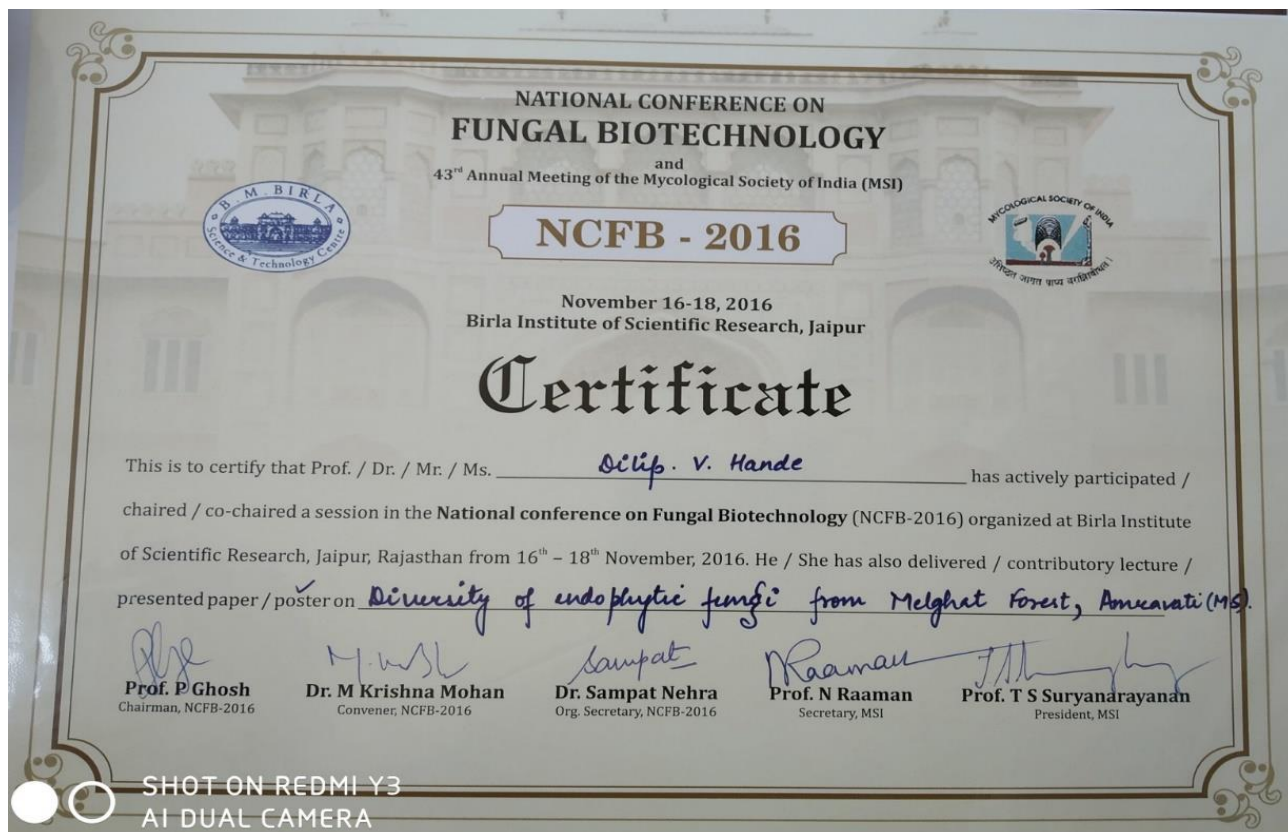 NATIONAL CONFERENCE ON
FUNGAL BIOTECHNOLOGY
and
43rd Annual Meeting of the Mycological Society of India (MSI)
B. M. BIRLA
Science & Technology Centre
NCFB - 2016
MYCOLOGICAL SOCIETY OF INDIA
November 16-18, 2016
Birla Institute of Scientific Research, Jaipur
Certificate
This is to certify that Prof. / Dr. / Mr. / Ms. Dilip. V. Hande has actively participated /
chaired / co-chaired a session in the National conference on Fungal Biotechnology (NCFB-2016) organized at Birla Institute
of Scientific Research, Jaipur, Rajasthan from 16th – 18th November, 2016. He / She has also delivered / contributory lecture /
presented paper / poster on Diversity of endophytic fungi from Melghat Forest, Amravati (MS).
Sampat
NRaaman
Prof. P Ghosh
Chairman, NCFB-2016
Dr. M Krishna Mohan
Convener, NCFB-2016
Dr. Sampat Nehra
Org. Secretary, NCFB-2016
Prof. N Raaman
Secretary, MSI
Prof. T S Suryanarayanan
President, MSI
SHOT ON REDMI Y3
AI DUAL CAMERA